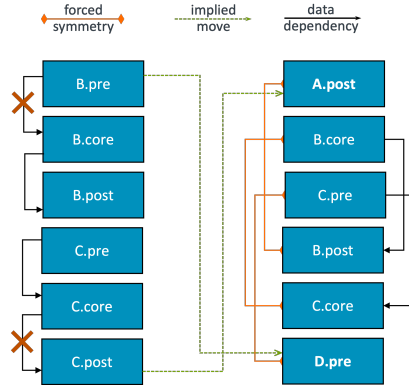 forced
symmetry
implied
move
data
dependency
B.pre
B.core
B.post
C.pre
C.core
C.post
A.post
B.core
C.pre
B.post
C.core
D.pre